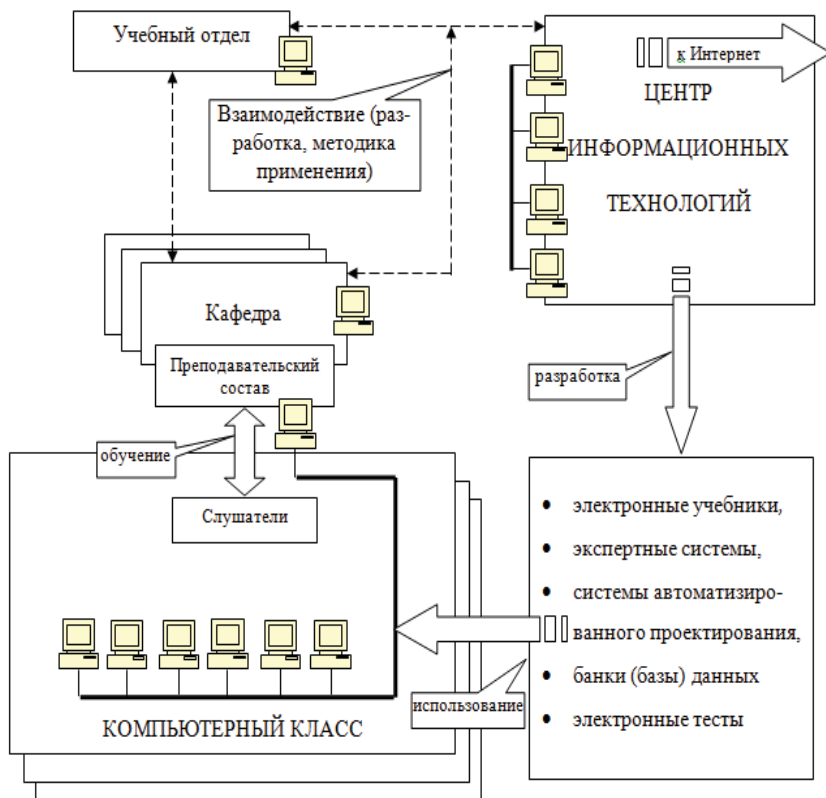 Учебный отдел
к Интернет
ЦЕНТР
ИНФОРМАЦИОННЫХ
ТЕХНОЛОГИЙ
Взаимодействие (раз-
работка, методика
применения)
Кафедра
Преподавательский
состав
разработка
обучение
Слушатели
• электронные учебники,
• экспертные системы,
• системы автоматизиро-
ванного проектирования,
• банки (базы) данных
• электронные тесты
использование
КОМПЬЮТЕРНЫЙ КЛАСС